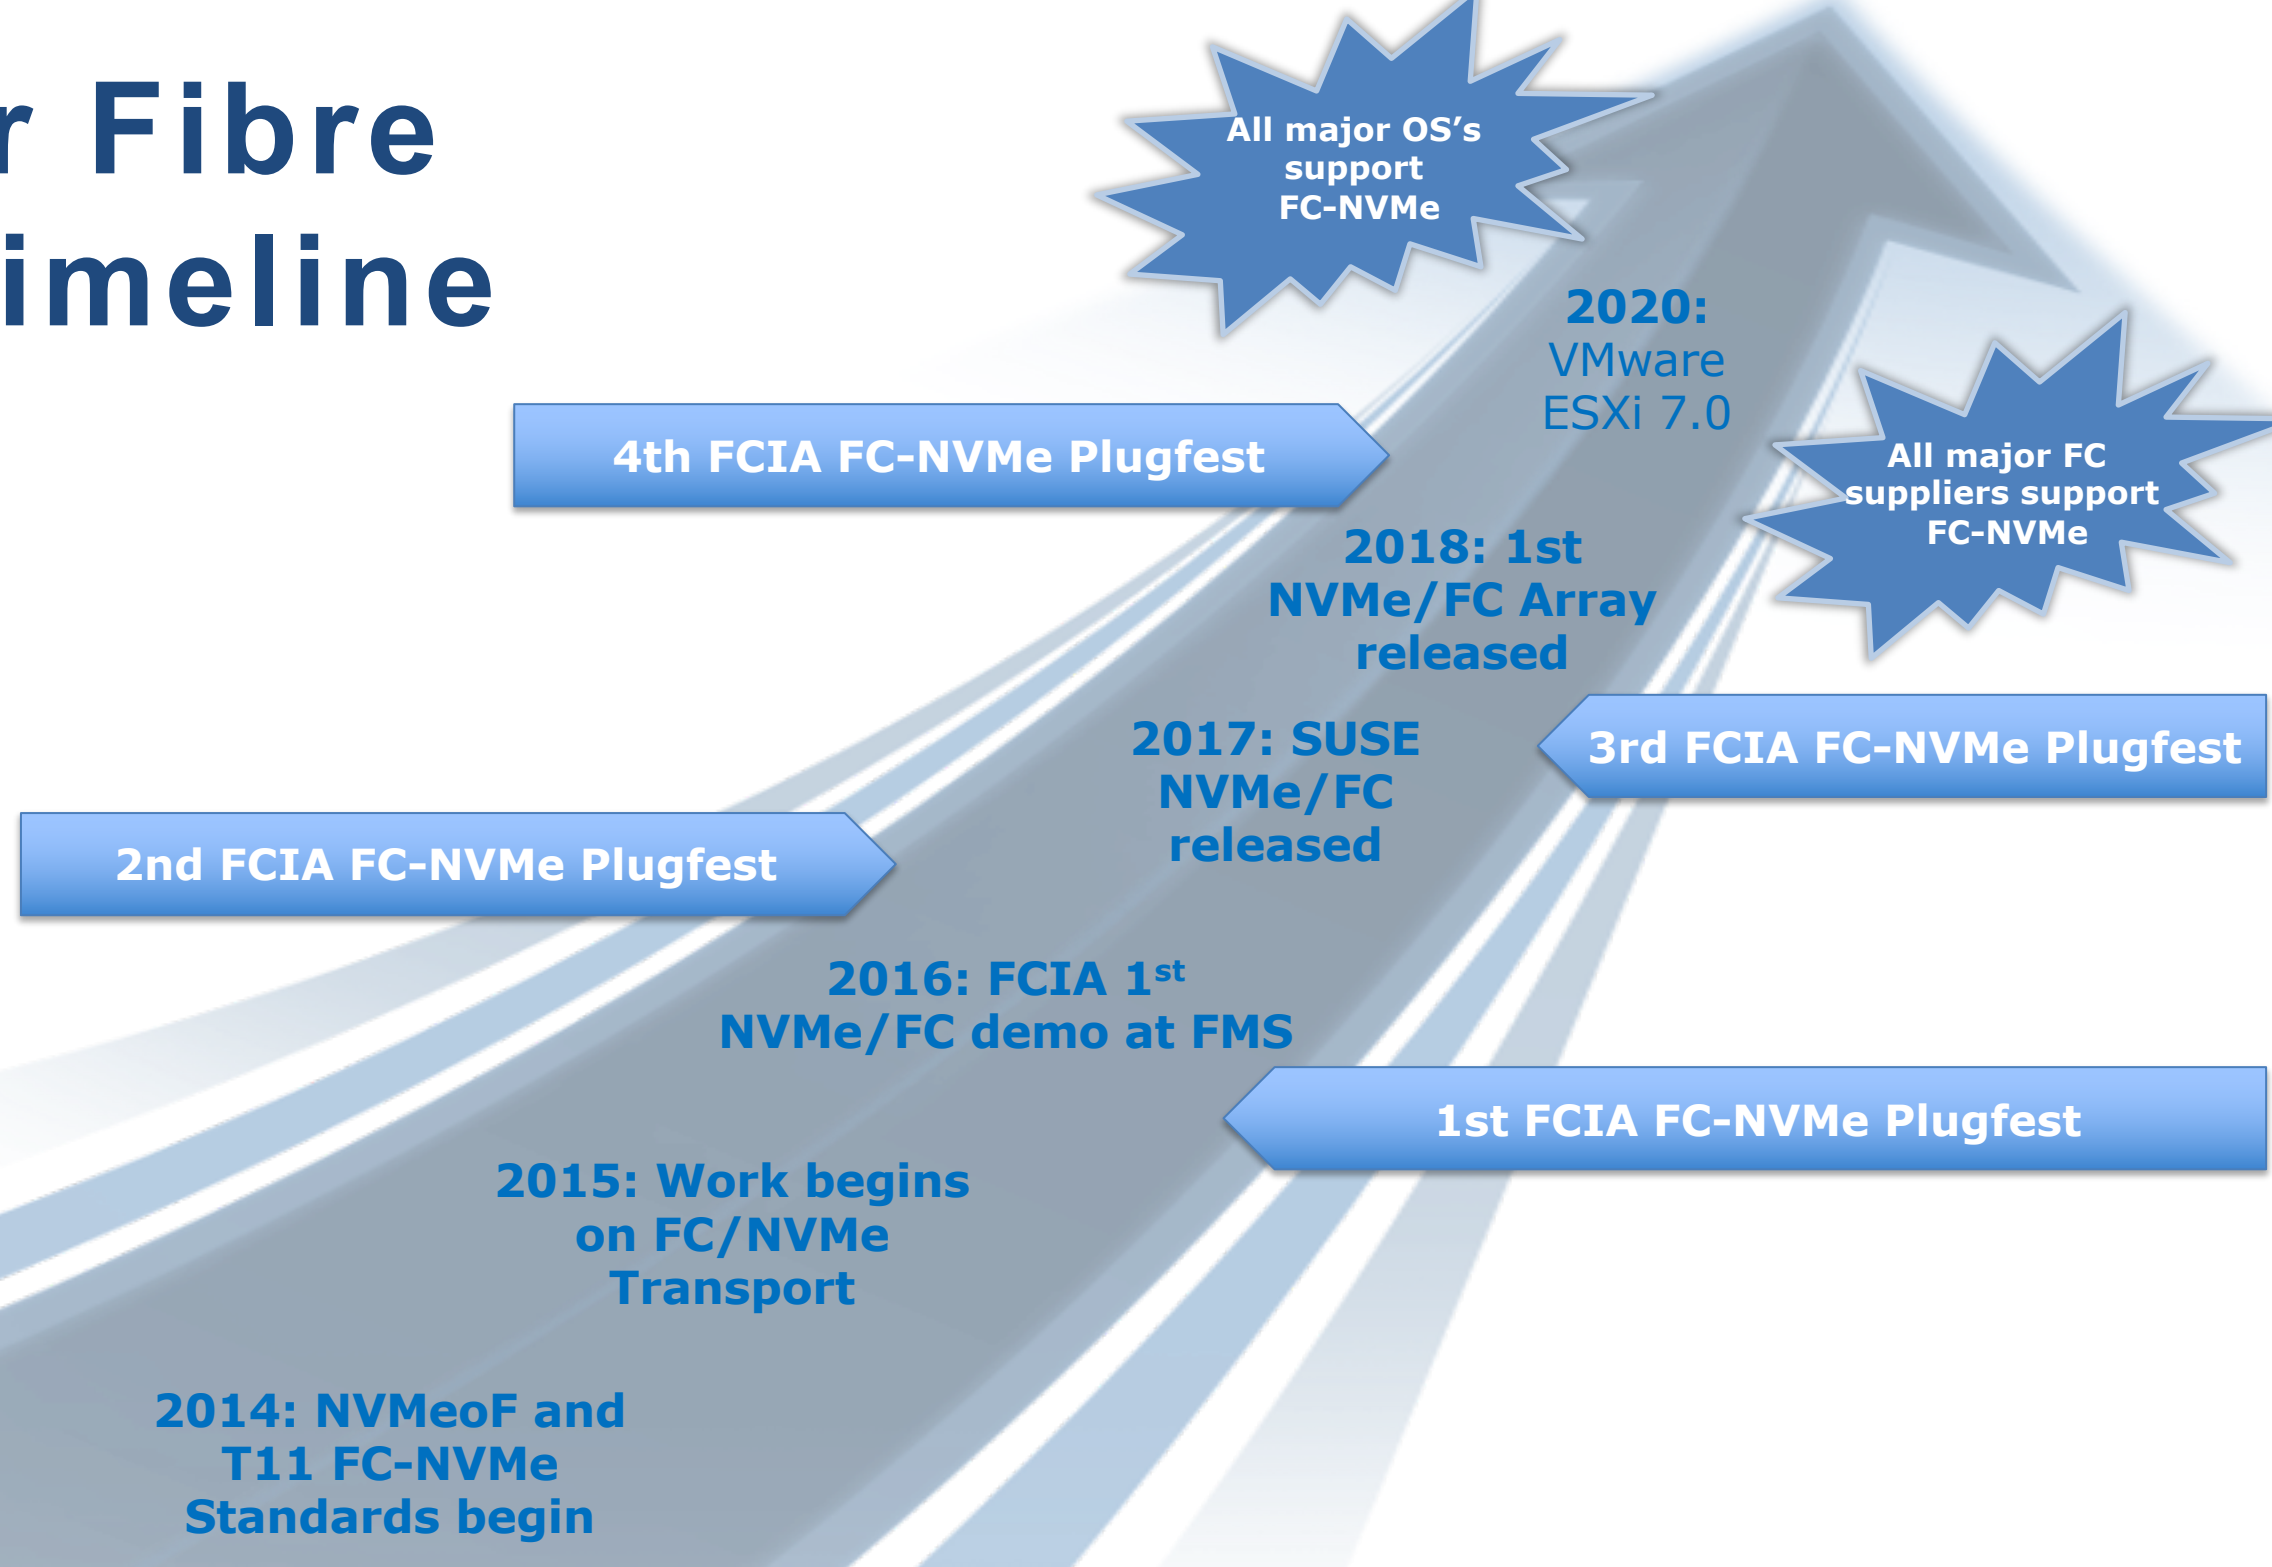 r Fibre
imeline
All major OS’s
support
FC-NVMe
2020:
VMware
ESXi 7.0
4th FCIA FC-NVMe Plugfest
All major FC
suppliers support
FC-NVMe
2018: 1st
NVMe/FC Array
released
2017: SUSE
NVMe/FC
released
3rd FCIA FC-NVMe Plugfest
2nd FCIA FC-NVMe Plugfest
2016: FCIA 1st
NVMe/FC demo at FMS
1st FCIA FC-NVMe Plugfest
2015: Work begins
on FC/NVMe
Transport
2014: NVMeoF and
T11 FC-NVMe
Standards begin